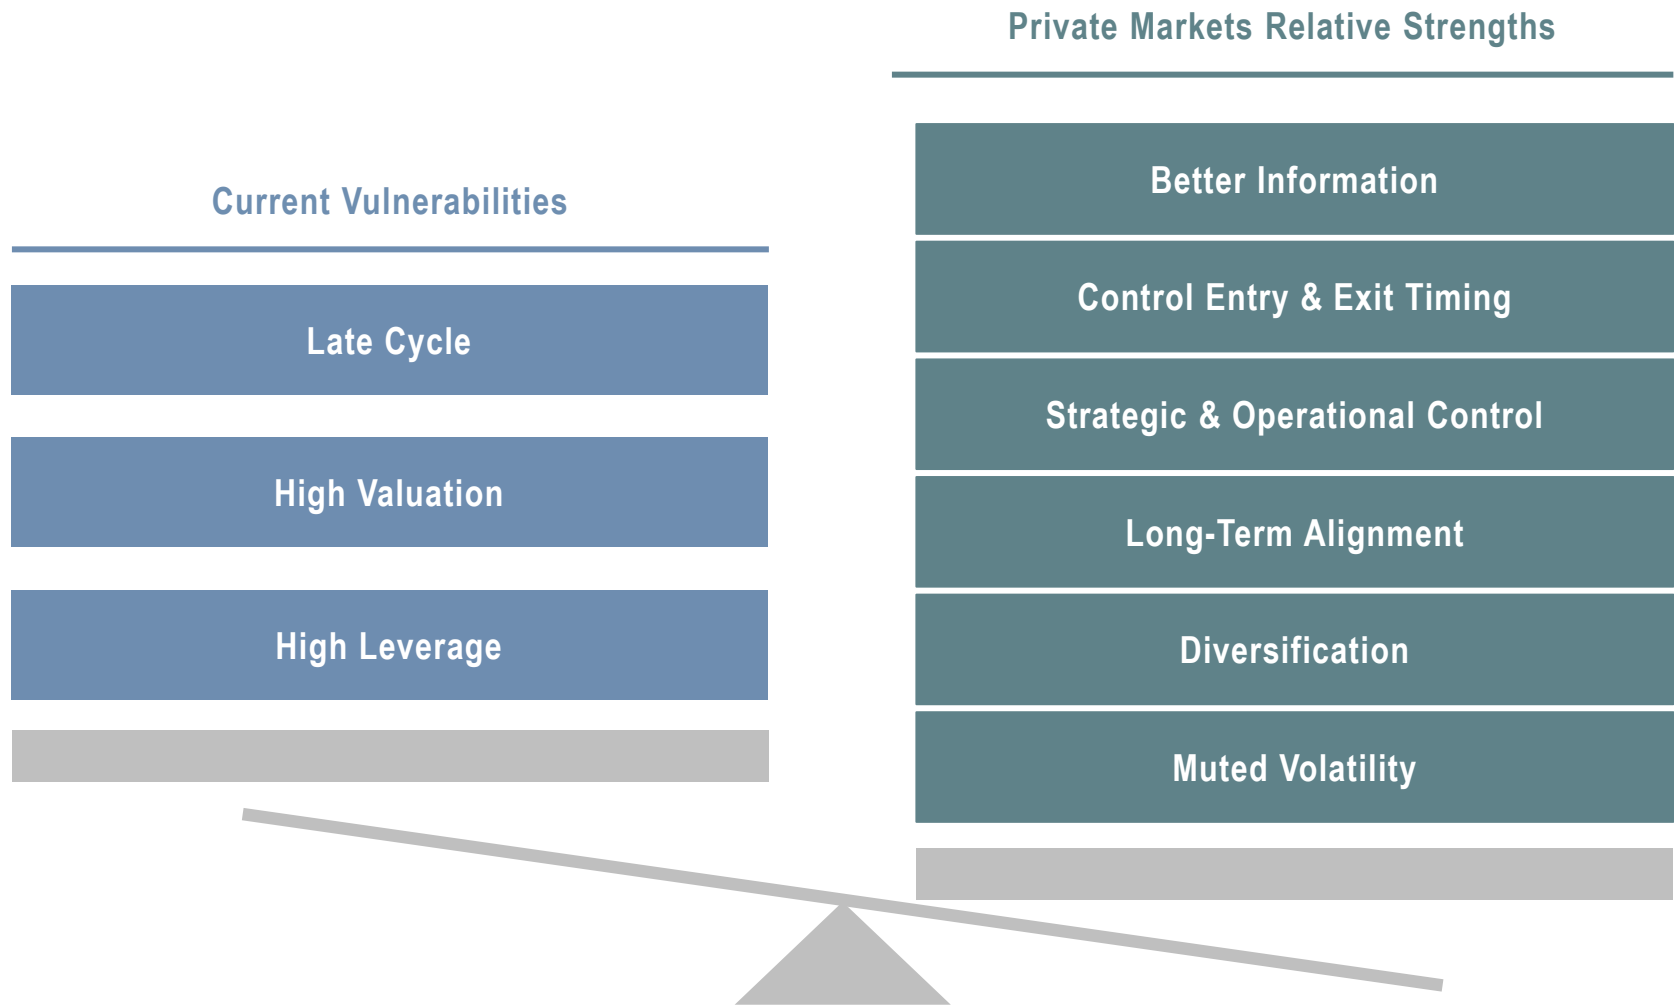 Private Markets Relative Strengths
Current Vulnerabilities
Late Cycle
High Valuation
High Leverage
Better Information
Control Entry & Exit Timing
Strategic & Operational Control
Long-Term Alignment
Diversification
Muted Volatility